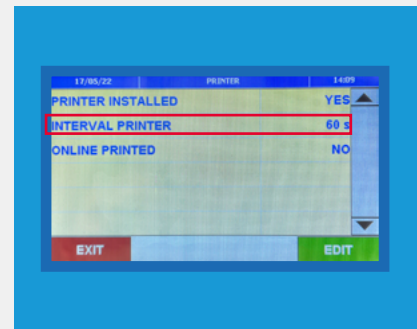 17/05/22 PRINTER 14:09
PRINTER INSTALLED YES
INTERVAL PRINTER 60 s
ONLINE PRINTED NO
EXIT EDIT